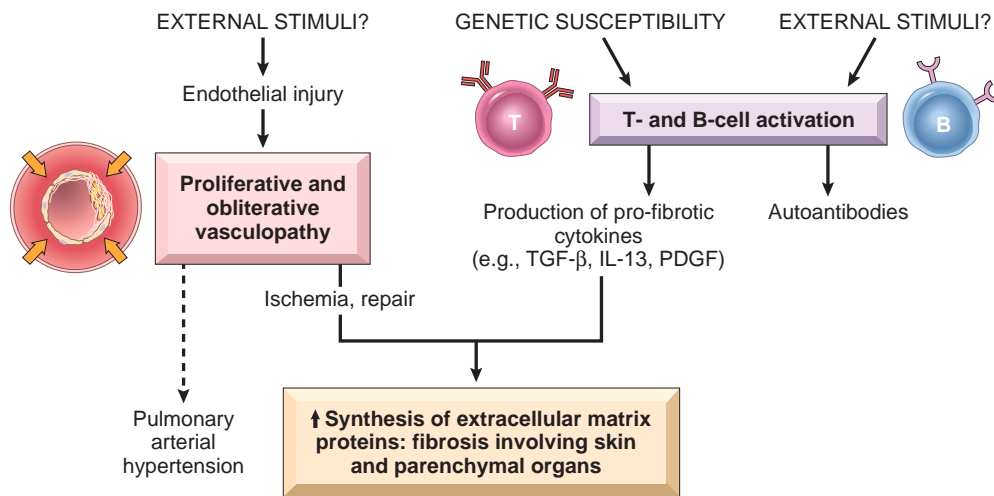 EXTERNAL STIMULI?
GENETIC SUSCEPTIBILITY
EXTERNAL STIMULI?
Endothelial injury
T
T- and B-cell activation
B
Proliferative and
obliterative
vasculopathy
Production of pro-fibrotic
cytokines
(e.g., TGF-β, IL-13, PDGF)
Autoantibodies
Ischemia, repair
Pulmonary
arterial
hypertension
Synthesis of extracellular matrix
proteins: fibrosis involving skin
and parenchymal organs